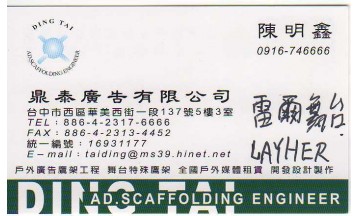 DING TAI
AD.SCAFFOLDING ENGINEER
陳明鑫
0916-746666
鼎泰廣告有限公司
台中市西區華美西街一段137號5樓3室
TEL：886-4-2317-6666
FAX：886-4-2313-4452
統一編號：16931177
E-mail：taiding@ms39.hinet.net
雷爾舞台
LAYHER
戶外廣告鷹架工程 舞台特殊鷹架 全國戶外媒體租賃 開發設計製作
DING TAI
AD.SCAFFOLDING ENGINEER